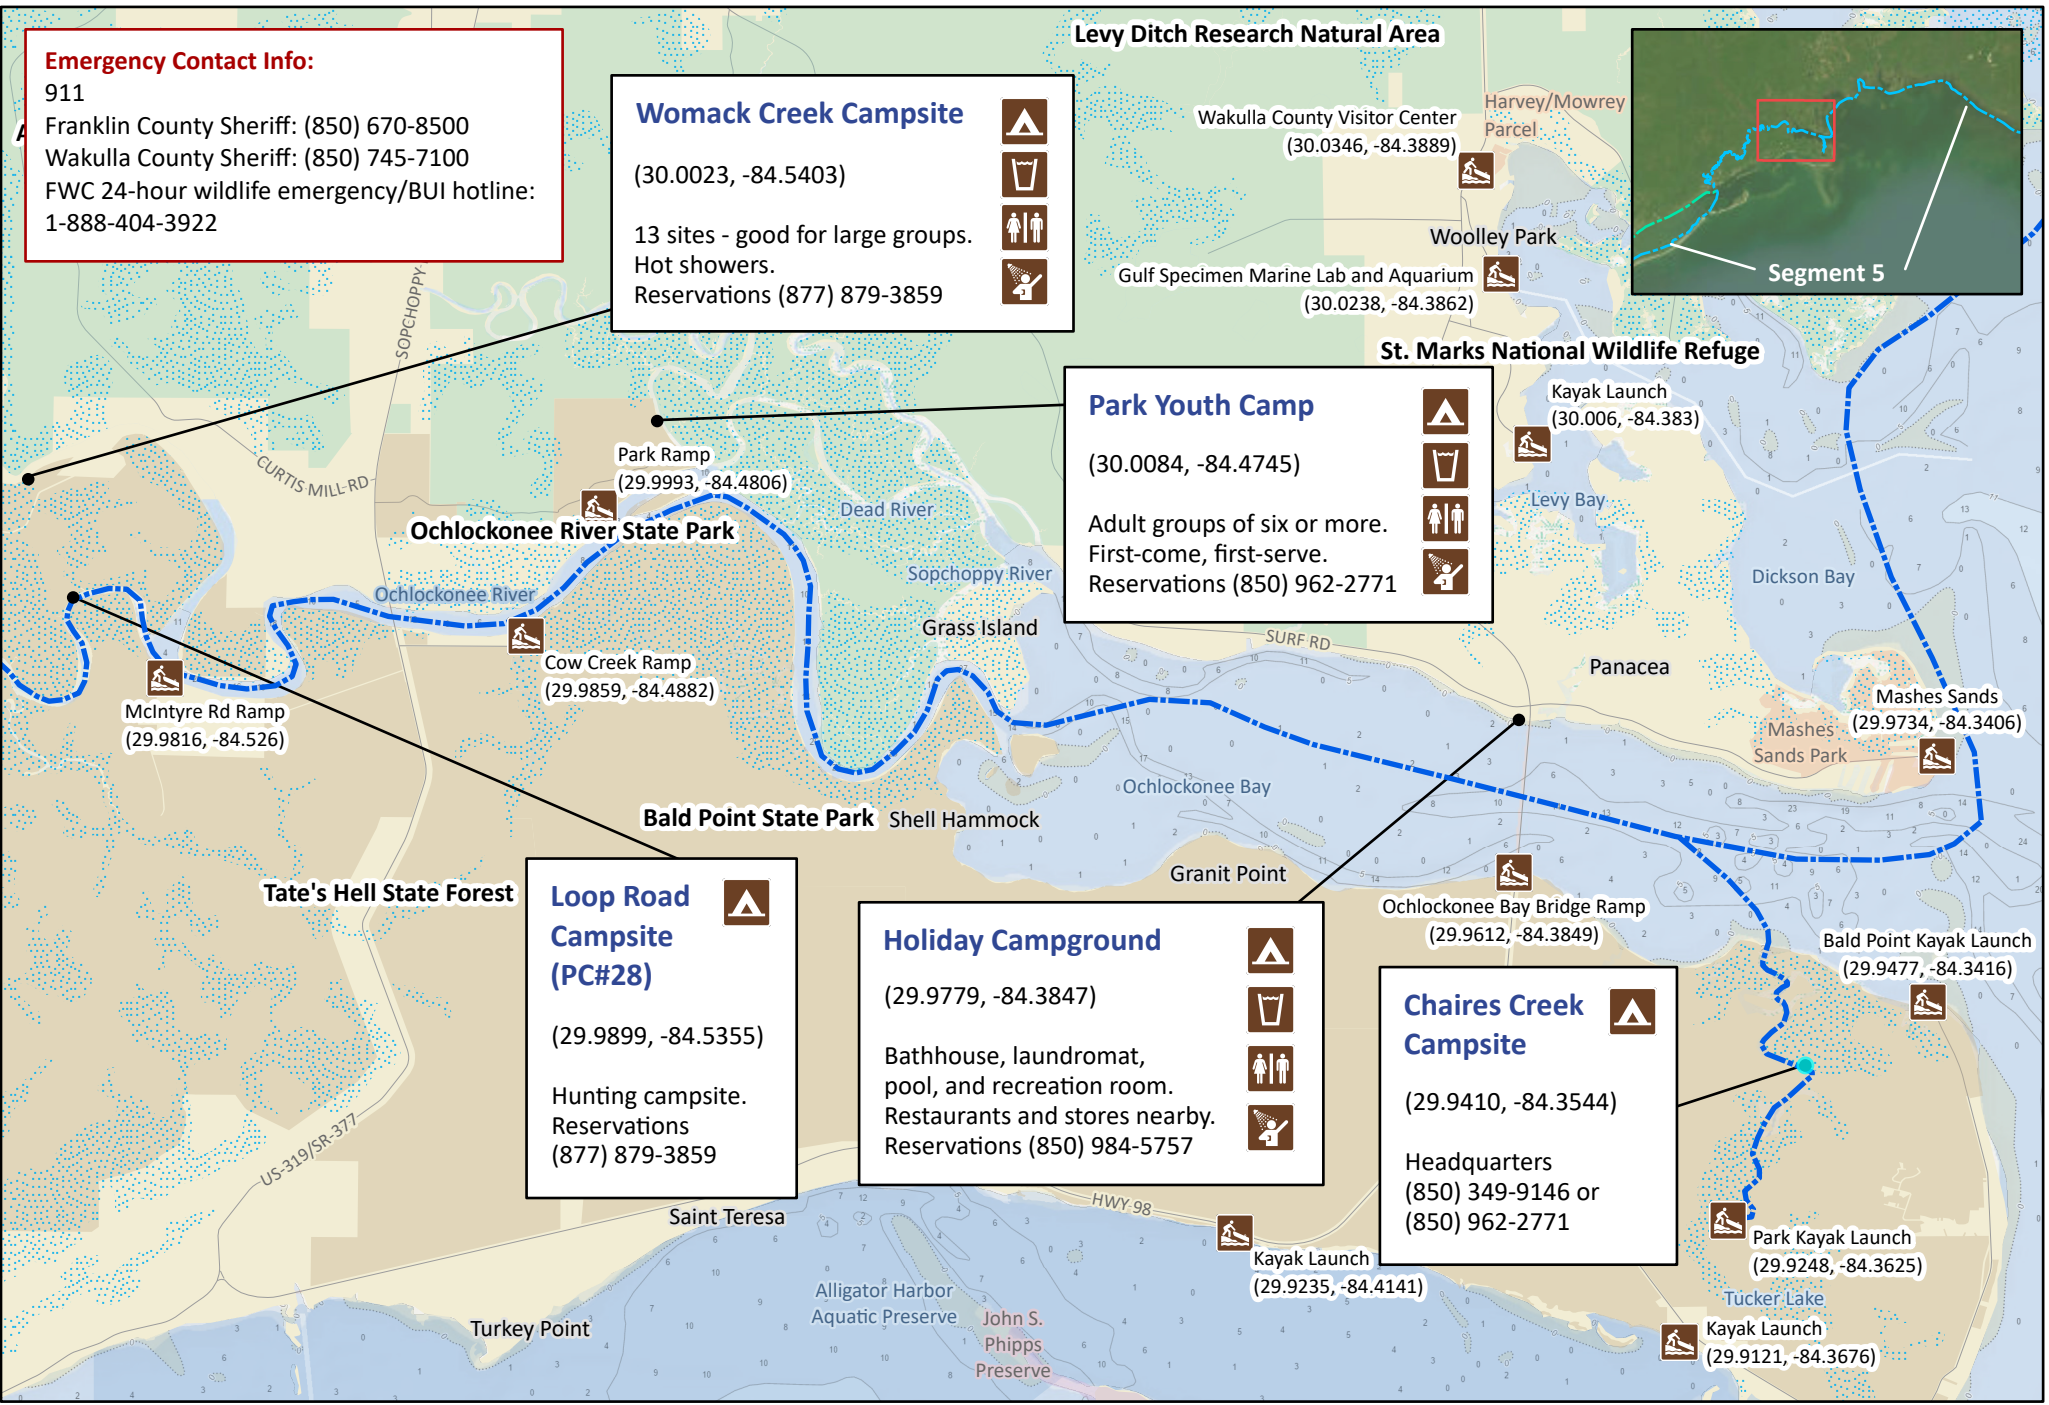 Emergency Contact Info:
911
Franklin County Sheriff: (850) 670-8500
Wakulla County Sheriff: (850) 745-7100
FWC 24-hour wildlife emergency/BUI hotline:
1-888-404-3922
Levy Ditch Research Natural Area
Womack Creek Campsite
(30.0023, -84.5403)
13 sites - good for large groups.
Hot showers.
Reservations (877) 879-3859
Harvey/Mowrey
Parcel
Wakulla County Visitor Center
(30.0346, -84.3889)
Woolley Park
Gulf Specimen Marine Lab and Aquarium
(30.0238, -84.3862)
Segment 5
SOPCHOPPY
St. Marks National Wildlife Refuge
Kayak Launch
(30.006, -84.383)
Park Youth Camp
(30.0084, -84.4745)
Adult groups of six or more.
First-come, first-serve.
Reservations (850) 962-2771
CURTIS MILL RD
Park Ramp
(29.9993, -84.4806)
Ochlockonee River State Park
Dead River
Levy Bay
Sopchoppy River
Dickson Bay
Ochlockonee River
Grass Island
SURF RD
Panacea
Cow Creek Ramp
(29.9859, -84.4882)
McIntyre Rd Ramp
(29.9816, -84.526)
Mashes Sands
(29.9734, -84.3406)
Mashes
Sands Park
Ochlockonee Bay
Bald Point State Park
Shell Hammock
Granit Point
Tate's Hell State Forest
Ochlockonee Bay Bridge Ramp
(29.9612, -84.3849)
Bald Point Kayak Launch
(29.9477, -84.3416)
Loop Road
Campsite
(PC#28)
(29.9899, -84.5355)
Hunting campsite.
Reservations
(877) 879-3859
Holiday Campground
(29.9779, -84.3847)
Bathhouse, laundromat,
pool, and recreation room.
Restaurants and stores nearby.
Reservations (850) 984-5757
Chaires Creek
Campsite
(29.9410, -84.3544)
Headquarters
(850) 349-9146 or
(850) 962-2771
US-319/SR-377
Saint Teresa
HWY 98
Kayak Launch
(29.9235, -84.4141)
Park Kayak Launch
(29.9248, -84.3625)
Tucker Lake
Alligator Harbor
Aquatic Preserve
John S.
Phipps
Preserve
Turkey Point
Kayak Launch
(29.9121, -84.3676)